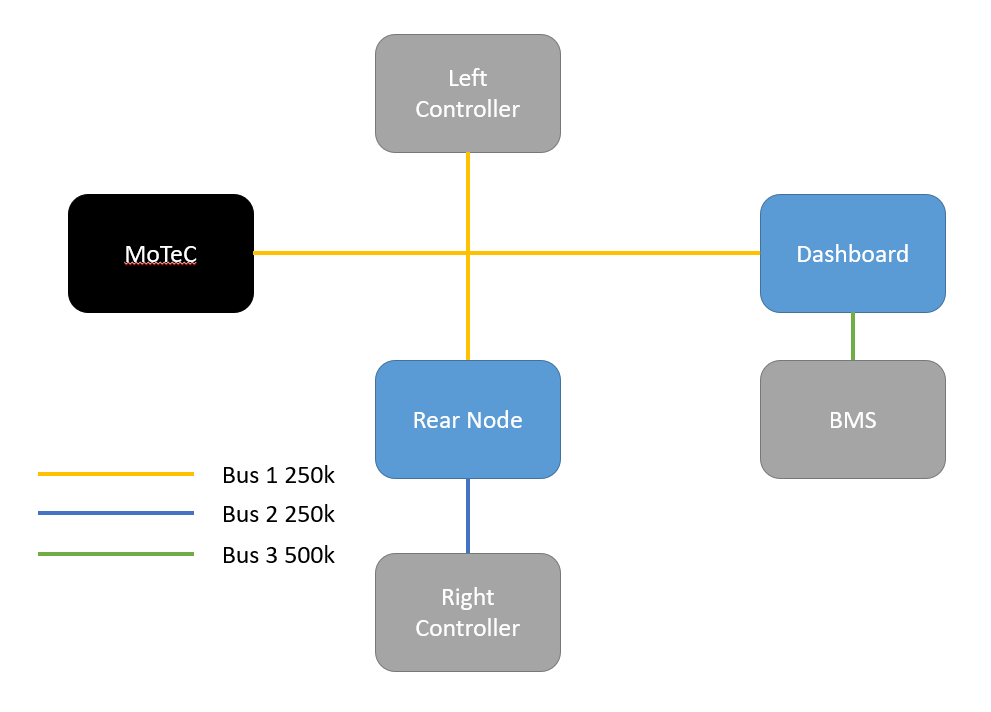 Left
Controller
MoTeC
Dashboard
Rear Node
BMS
Bus 1 250k
Bus 2 250k
Bus 3 500k
Right
Controller